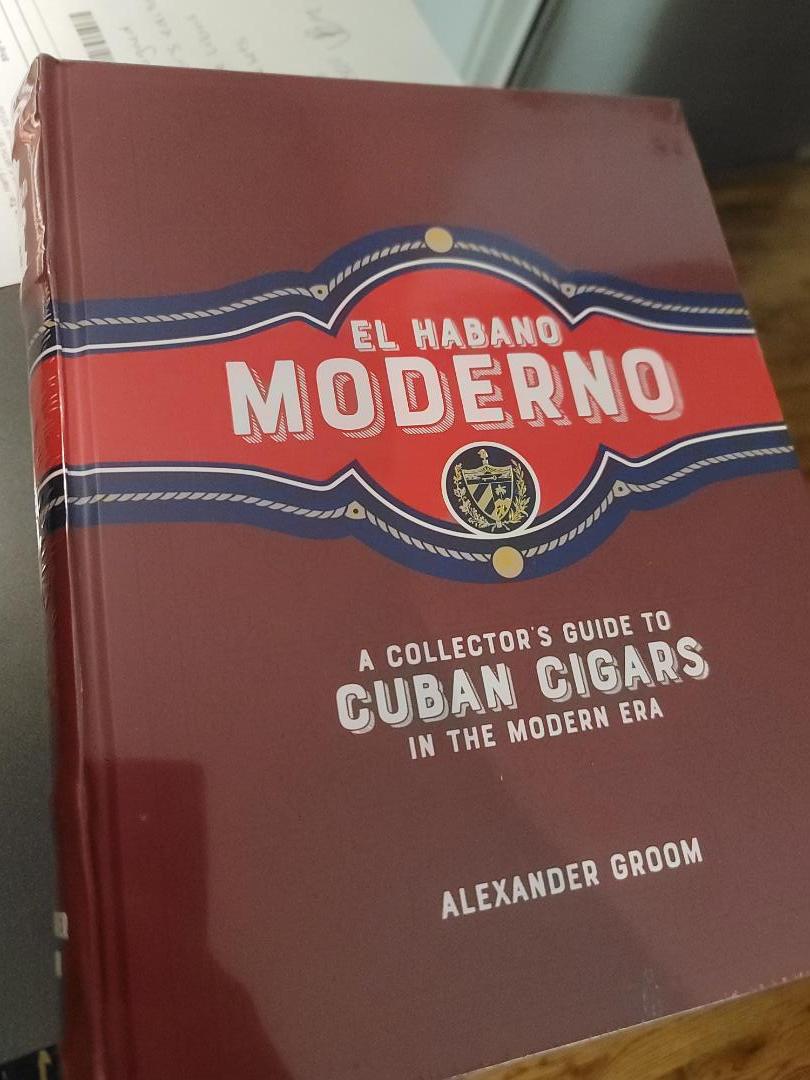 EL HABANO
MODERNO
A COLLECTOR'S GUIDE TO
CUBAN CIGARS
IN THE MODERN ERA
ALEXANDER GROOM